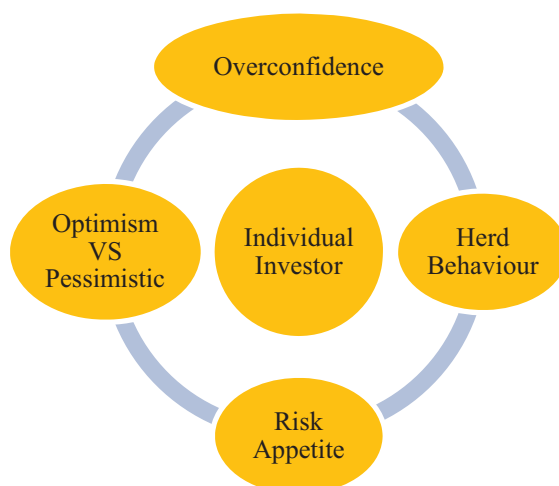 Overconfidence
Optimism
VS
Pessimistic
Individual
Investor
Herd
Behaviour
Risk
Appetite